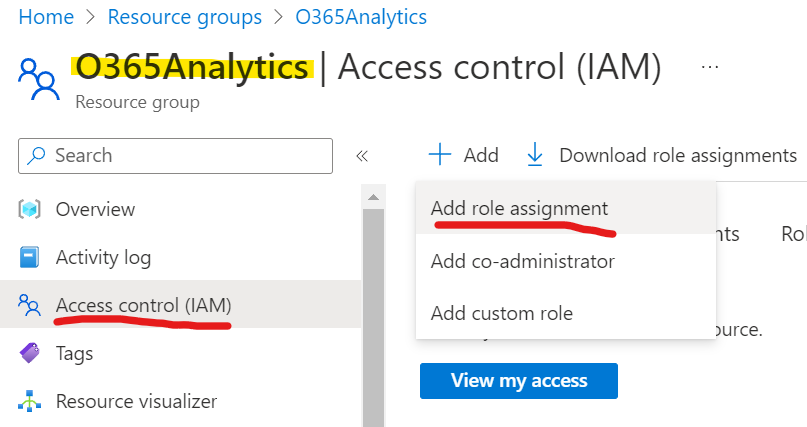 Home > Resource groups > O365Analytics
O365Analytics | Access control (IAM) ...
Resource group
Search
«
+ Add Download role assignments
Overview
Add role assignment
nts Rol
Activity log
Add co-administrator
Access control (IAM)
Add custom role
ource.
Tags
View my access
Resource visualizer